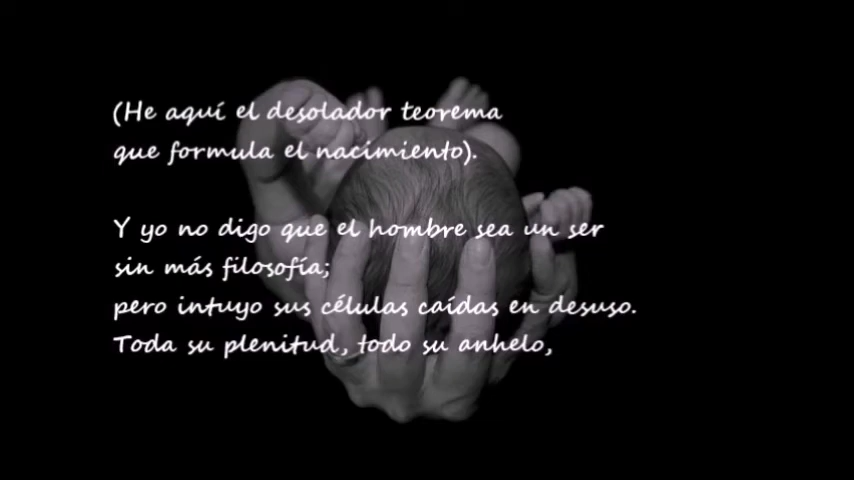 (He aquí el desolador teorema
que formula el nacimiento).
Y yo no digo que el hombre sea un ser
sin más filosofía;
pero intuyo sus células caídas en desuso.
Toda su plenitud, todo su anhelo,